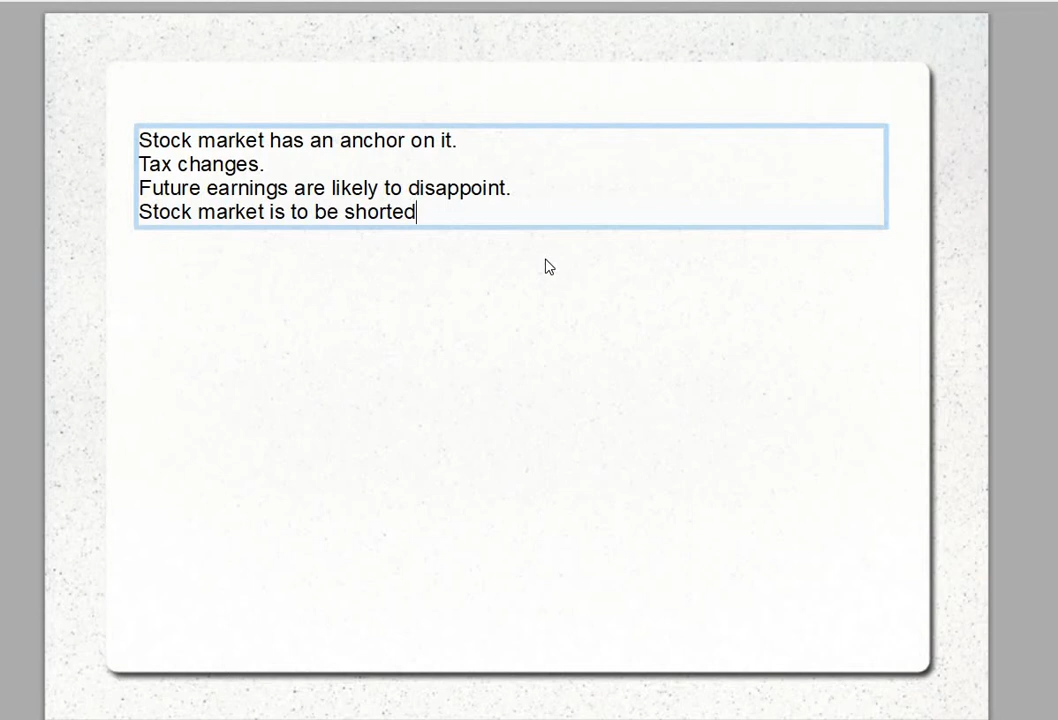 Stock market has an anchor on it.
Tax changes.
Future earnings are likely to disappoint.
Stock market is to be shorted